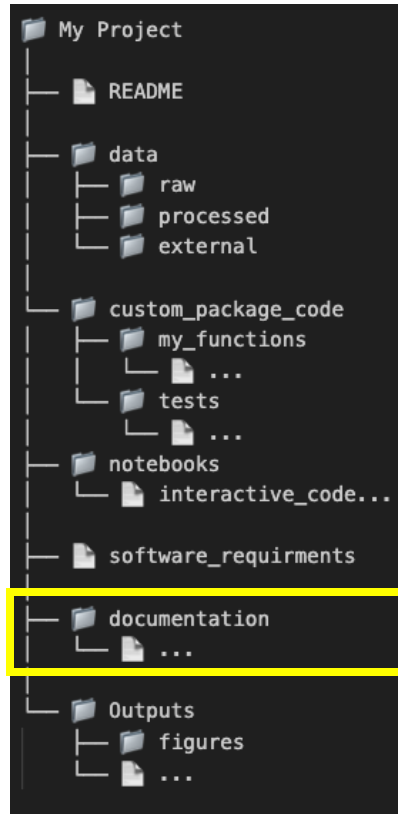 My Project
README
data
raw
processed
external
custom_package_code
my_functions
...
tests
...
notebooks
interactive_code...
software_requirments
documentation
...
Outputs
figures
...